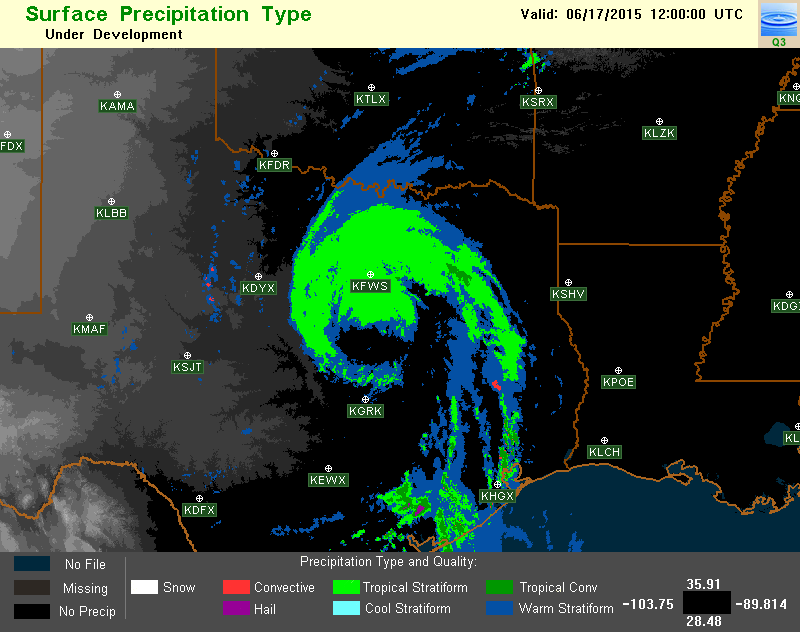 Surface Precipitation Type
Under Development
Valid: 06/17/2015 12:00:00 UTC
Q3
KAMA
KTLX
KSRX
KNQ
FDX
KLZK
KFDR
KLBB
KDYX
KFWS
KSHV
KDG
KMAF
KSJT
KPOE
KGRK
KL
KLCH
KEWX
KHGX
KDFX
Precipitation Type and Quality:
No File
Missing
No Precip
Snow
Convective
Hail
Tropical Stratiform
Cool Stratiform
Tropical Conv
Warm Stratiform
35.91
-103.75
-89.814
28.48